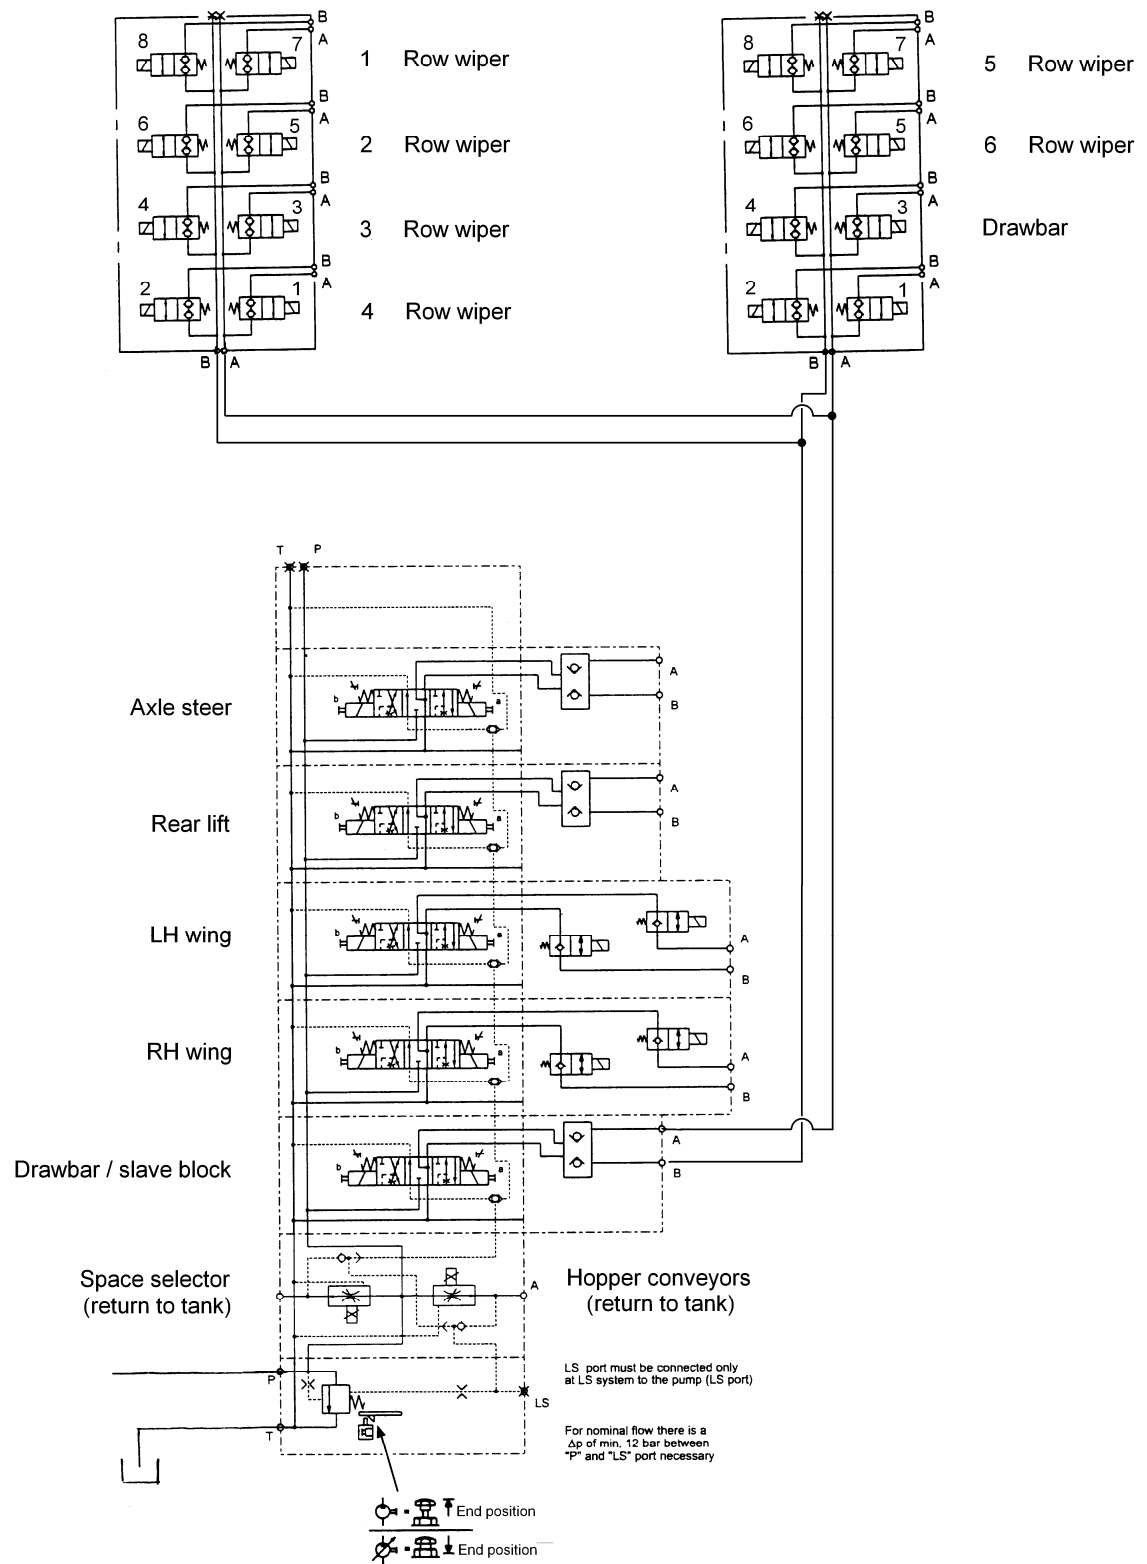 B
A
8 7
1 Row wiper
B
A
6 5
2 Row wiper
B
A
4 3
3 Row wiper
B
A
2 1
4 Row wiper
B A
B
A
8 7
5 Row wiper
B
A
6 5
6 Row wiper
B
A
4 3
Drawbar
B
A
2 1
B A
T P
Axle steer
b a
A
B
Rear lift
b a
A
B
LH wing
b a
A
B
RH wing
b a
A
B
Drawbar / slave block
b a
A
B
Space selector
(return to tank)
A
Hopper conveyors
(return to tank)
P
LS
T
LS port must be connected only
at LS system to the pump (LS port)
For nominal flow there is a
Δp of min. 12 bar between
"P" and "LS" port necessary
End position
End position